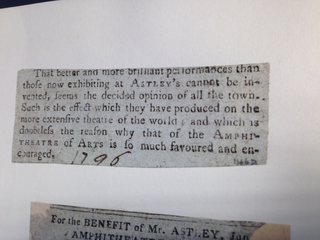 That better and more brilliant performances than
those now exhibiting at ASTLEY's cannot be in-
vented, seems the decided opinion of all the town.
Such is the effect which they have produced on the
more extensive theatre of the world; and which is
doubtless the reason why that of the AMPHI-
THEATRE of ARTS is so much favoured and en-
couraged. 1796
For the BENEFIT of Mr. ASTLEY, Jun.
AMPHITHEATRE